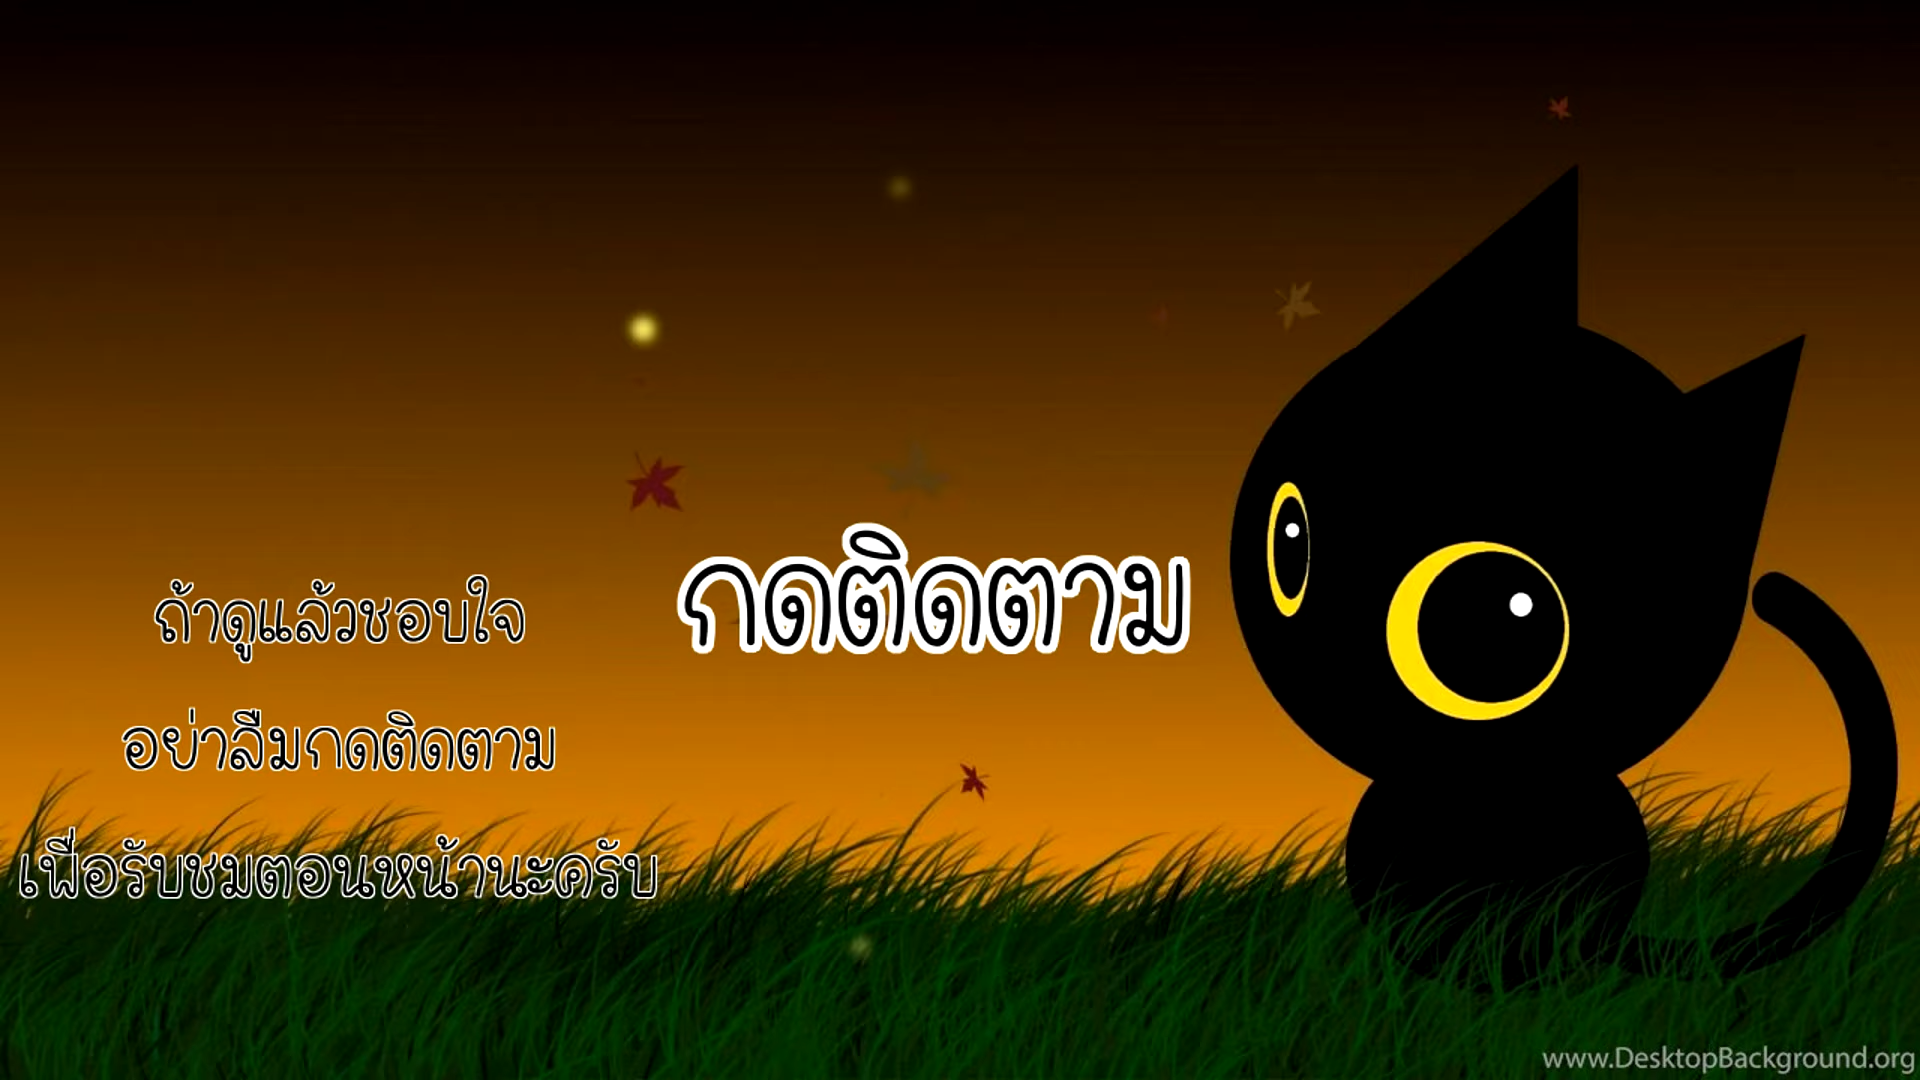 ถ้าดูแล้วชอบใจ
อย่าลืมกดติดตาม
เพื่อรับชมตอนหน้านะครับ
กดติดตาม
www.DesktopBackground.org